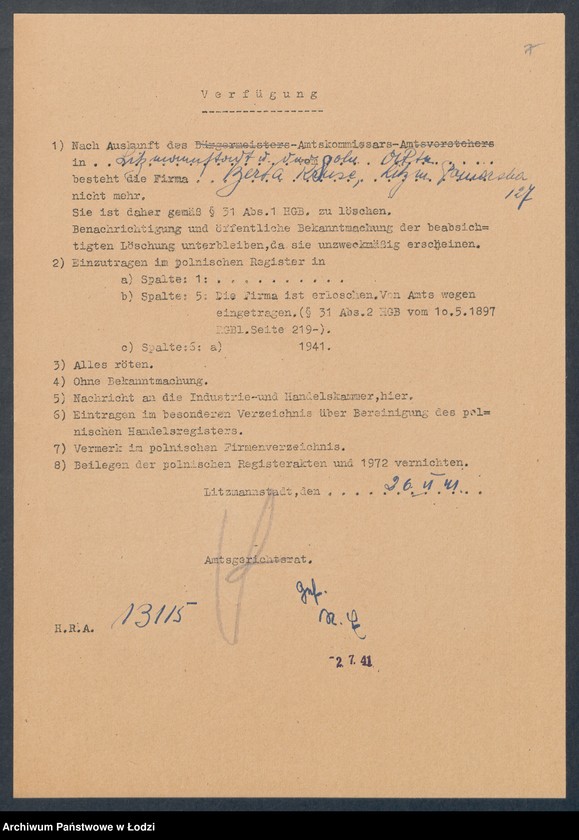 V e r f ü g u n g
1) Nach Auskunft des Bürgermeisters-Amtskommissars-Amtsvorstehers
in . . Litzmannstadt u. . . . . . .
besteht die Firma . . Berta Krause, Litzm.
127
nicht mehr.
Sie ist daher gemäß § 31 Abs.1 HGB. zu löschen.
Benachrichtigung und öffentliche Bekanntmachung der beabsich=
tigten Löschung unterbleiben,da sie unzweckmäßig erscheinen.
2) Einzutragen im polnischen Register in
a) Spalte: 1: . . . . . . . . . .
b) Spalte: 5: Die Firma ist erloschen.Von Amts wegen
eingetragen.(§ 31 Abs.2 HGB vom 1o.5.1897
RGBl.Seite 219-).
c) Spalte:6: a) 1941.
3) Alles röten.
4) Ohne Bekanntmachung.
5) Nachricht an die Industrie-und Handelskammer,hier.
6) Eintragen im besonderen Verzeichnis über Bereinigung des pol=
nischen Handelsregisters.
7) Vermerk im polnischen Firmenverzeichnis.
8) Beilegen der polnischen Registerakten und 1972 vernichten.
Litzmannstadt,den . . . 26. VI 41. . .
Amtsgerichtsrat.
gef.
H.R.A. 13115
-2. 7. 41
Archiwum Państwowe w Łodzi